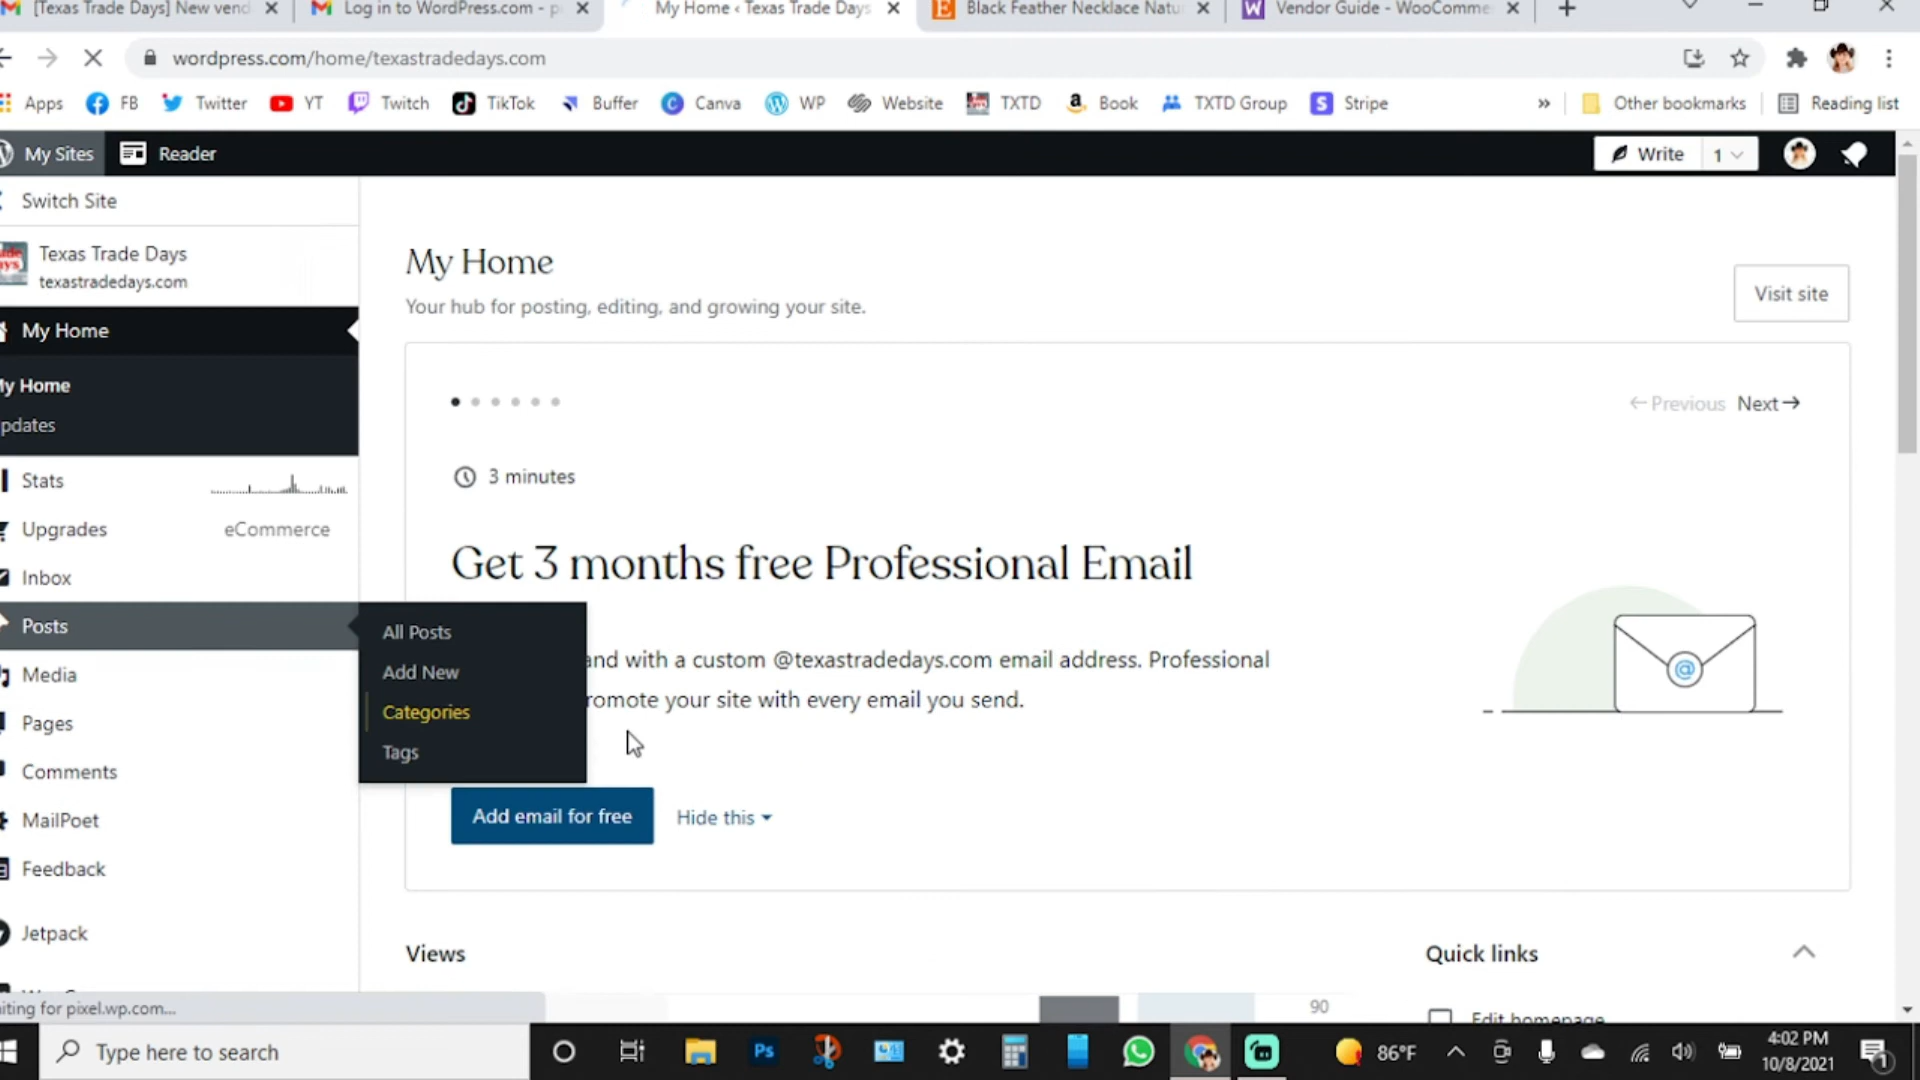 [Texas Trade Days] New vend
Log in to WordPress.com - p
My Home ‹ Texas Trade Days
Black Feather Necklace Natu
Vendor Guide - WooComme
wordpress.com/home/texastradedays.com
Apps
FB
Twitter
YT
Twitch
TikTok
Buffer
Canva
WP
Website
TXTD
Book
TXTD Group
Stripe
»
Other bookmarks
Reading list
My Sites
Reader
Write
1
Switch Site
Texas Trade Days
texastradedays.com
My Home
My Home
pdates
Stats
Upgrades
eCommerce
Inbox
Posts
Media
Pages
Comments
MailPoet
Feedback
Jetpack
All Posts
Add New
Categories
Tags
My Home
Your hub for posting, editing, and growing your site.
Visit site
←Previous Next→
3 minutes
Get 3 months free Professional Email
and with a custom @texastradedays.com email address. Professional
romote your site with every email you send.
Add email for free
Hide this
Views
90
Quick links
Edit homepage
iting for pixel.wp.com...
Type here to search
Ps
86°F
4:02 PM
10/8/2021
1